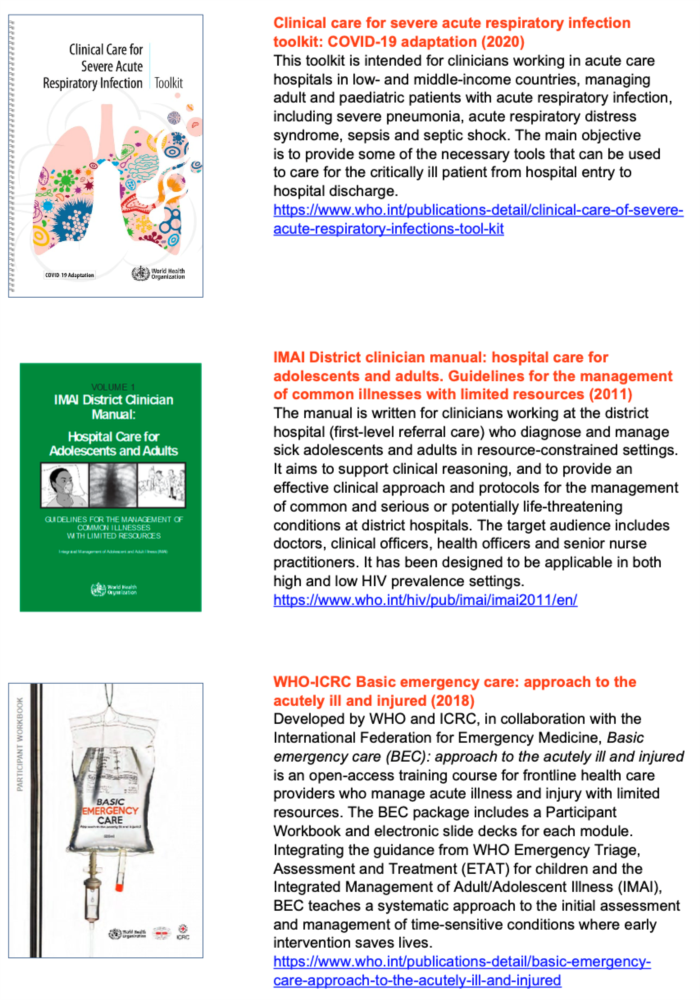 Clinical Care for
Severe Acute
Respiratory Infection Toolkit
COVID-19 Adaptation
World Health
Organization
Clinical care for severe acute respiratory infection
toolkit: COVID-19 adaptation (2020)
This toolkit is intended for clinicians working in acute care
hospitals in low- and middle-income countries, managing
adult and paediatric patients with acute respiratory infection,
including severe pneumonia, acute respiratory distress
syndrome, sepsis and septic shock. The main objective
is to provide some of the necessary tools that can be used
to care for the critically ill patient from hospital entry to
hospital discharge.
https://www.who.int/publications-detail/clinical-care-of-severe-
acute-respiratory-infections-tool-kit
VOLUME 1
IMAI District Clinician
Manual:
Hospital Care for
Adolescents and Adults
GUIDELINES FOR THE MANAGEMENT OF
COMMON ILLNESSES
WITH LIMITED RESOURCES
Integrated Management of Adolescent and Adult Illness (IMAI)
World Health
Organization
IMAI District clinician manual: hospital care for
adolescents and adults. Guidelines for the management
of common illnesses with limited resources (2011)
The manual is written for clinicians working at the district
hospital (first-level referral care) who diagnose and manage
sick adolescents and adults in resource-constrained settings.
It aims to support clinical reasoning, and to provide an
effective clinical approach and protocols for the management
of common and serious or potentially life-threatening
conditions at district hospitals. The target audience includes
doctors, clinical officers, health officers and senior nurse
practitioners. It has been designed to be applicable in both
high and low HIV prevalence settings.
https://www.who.int/hiv/pub/imai/imai2011/en/
PARTICIPANT WORKBOOK
BASIC
EMERGENCY
CARE
World Health
Organization
ICRC
WHO-ICRC Basic emergency care: approach to the
acutely ill and injured (2018)
Developed by WHO and ICRC, in collaboration with the
International Federation for Emergency Medicine, Basic
emergency care (BEC): approach to the acutely ill and injured
is an open-access training course for frontline health care
providers who manage acute illness and injury with limited
resources. The BEC package includes a Participant
Workbook and electronic slide decks for each module.
Integrating the guidance from WHO Emergency Triage,
Assessment and Treatment (ETAT) for children and the
Integrated Management of Adult/Adolescent Illness (IMAI),
BEC teaches a systematic approach to the initial assessment
and management of time-sensitive conditions where early
intervention saves lives.
https://www.who.int/publications-detail/basic-emergency-
care-approach-to-the-acutely-ill-and-injured